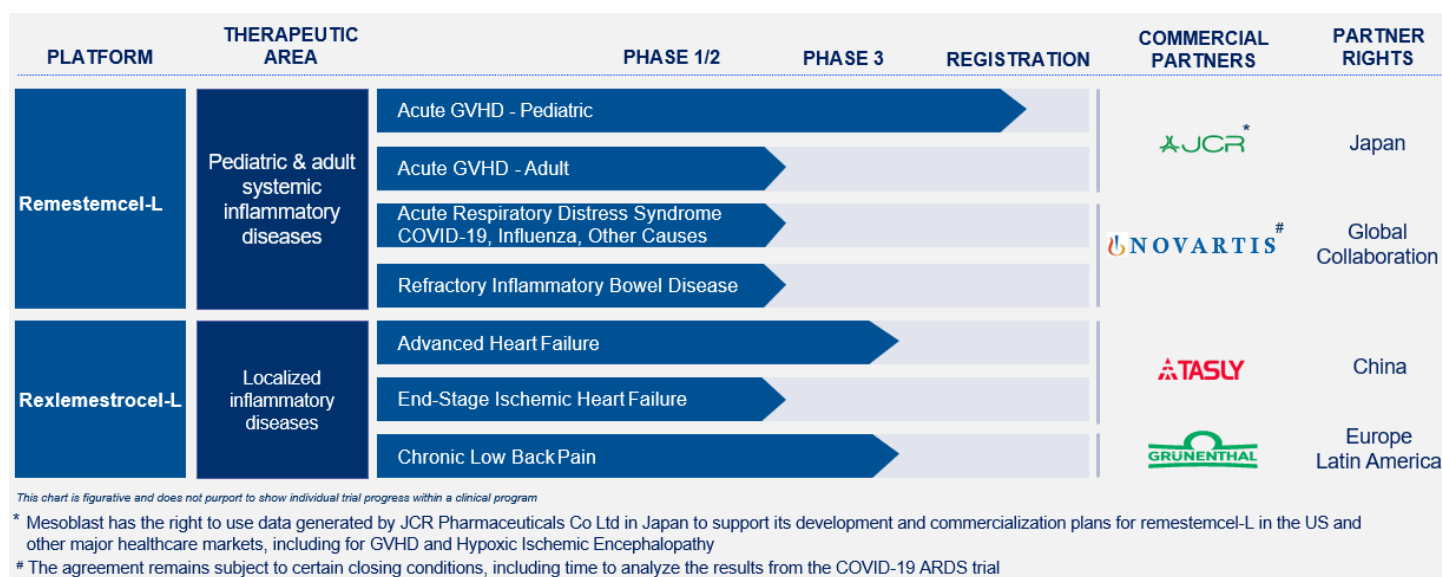 PLATFORM
THERAPEUTIC
AREA
PHASE 1/2
PHASE 3
REGISTRATION
COMMERCIAL
PARTNERS
PARTNER
RIGHTS
Remestemcel-L
Pediatric & adult
systemic
inflammatory
diseases
Acute GVHD - Pediatric
Acute GVHD - Adult
Acute Respiratory Distress Syndrome
COVID-19, Influenza, Other Causes
Refractory Inflammatory Bowel Disease
JCR*
Japan
NOVARTIS#
Global
Collaboration
Rexlemestrocel-L
Localized
inflammatory
diseases
Advanced Heart Failure
End-Stage Ischemic Heart Failure
Chronic Low Back Pain
TASLY
China
GRÜNENTHAL
Europe
Latin America
This chart is figurative and does not purport to show individual trial progress within a clinical program
* Mesoblast has the right to use data generated by JCR Pharmaceuticals Co Ltd in Japan to support its development and commercialization plans for remestemcel-L in the US and
other major healthcare markets, including for GVHD and Hypoxic Ischemic Encephalopathy
# The agreement remains subject to certain closing conditions, including time to analyze the results from the COVID-19 ARDS trial